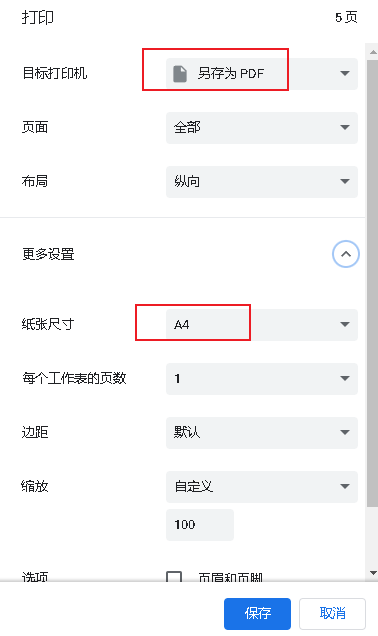 打印 5 页
目标打印机 另存为 PDF
页面 全部
布局 纵向
更多设置
纸张尺寸 A4
每个工作表的页数 1
边距 默认
缩放 自定义
100
选项 页眉和页脚
保存 取消